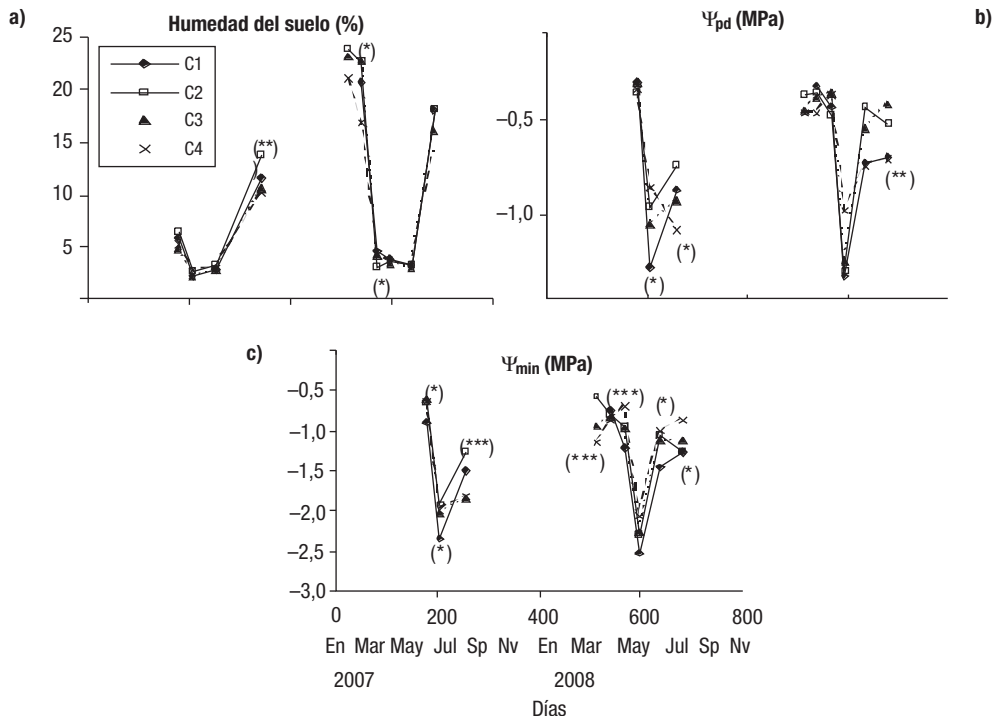 a)
Humedad del suelo (%)
25
20
15
10
5
C1
C2
C3
C4
(**)
(*)
(*)
b)
Ψpd (MPa)
–0,5
–1,0
(*)
(*)
(**)
c)
Ψmin (MPa)
–0,5
–1,0
–1,5
–2,0
–2,5
–3,0
(*)
(***)
(*)
(***)
(***)
(*)
(*)
0 200 400 600 800
En Mar May Jul Sp Nv En Mar May Jul Sp Nv
2007 2008
Días